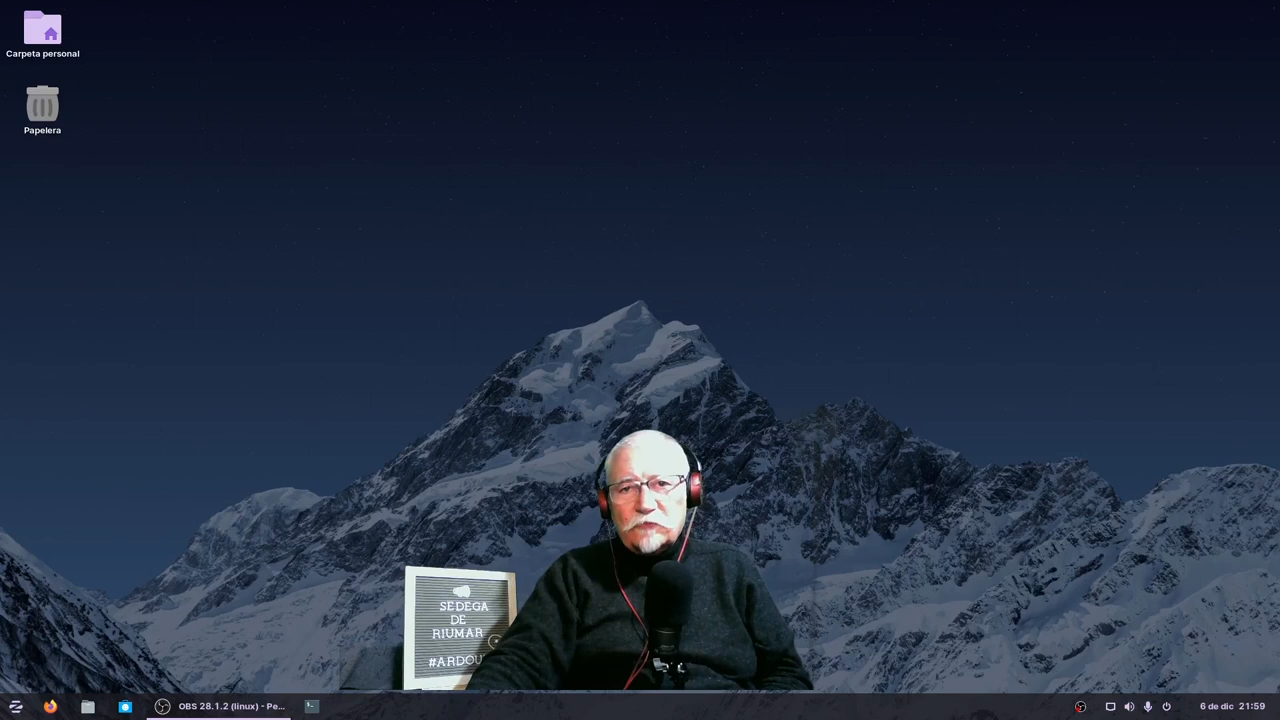 Carpeta personal
Papelera
SEDEGA
DE
RIUMAR
#ARDOU
OBS 28.1.2 (linux) - Pe...
6 de dic 21:59